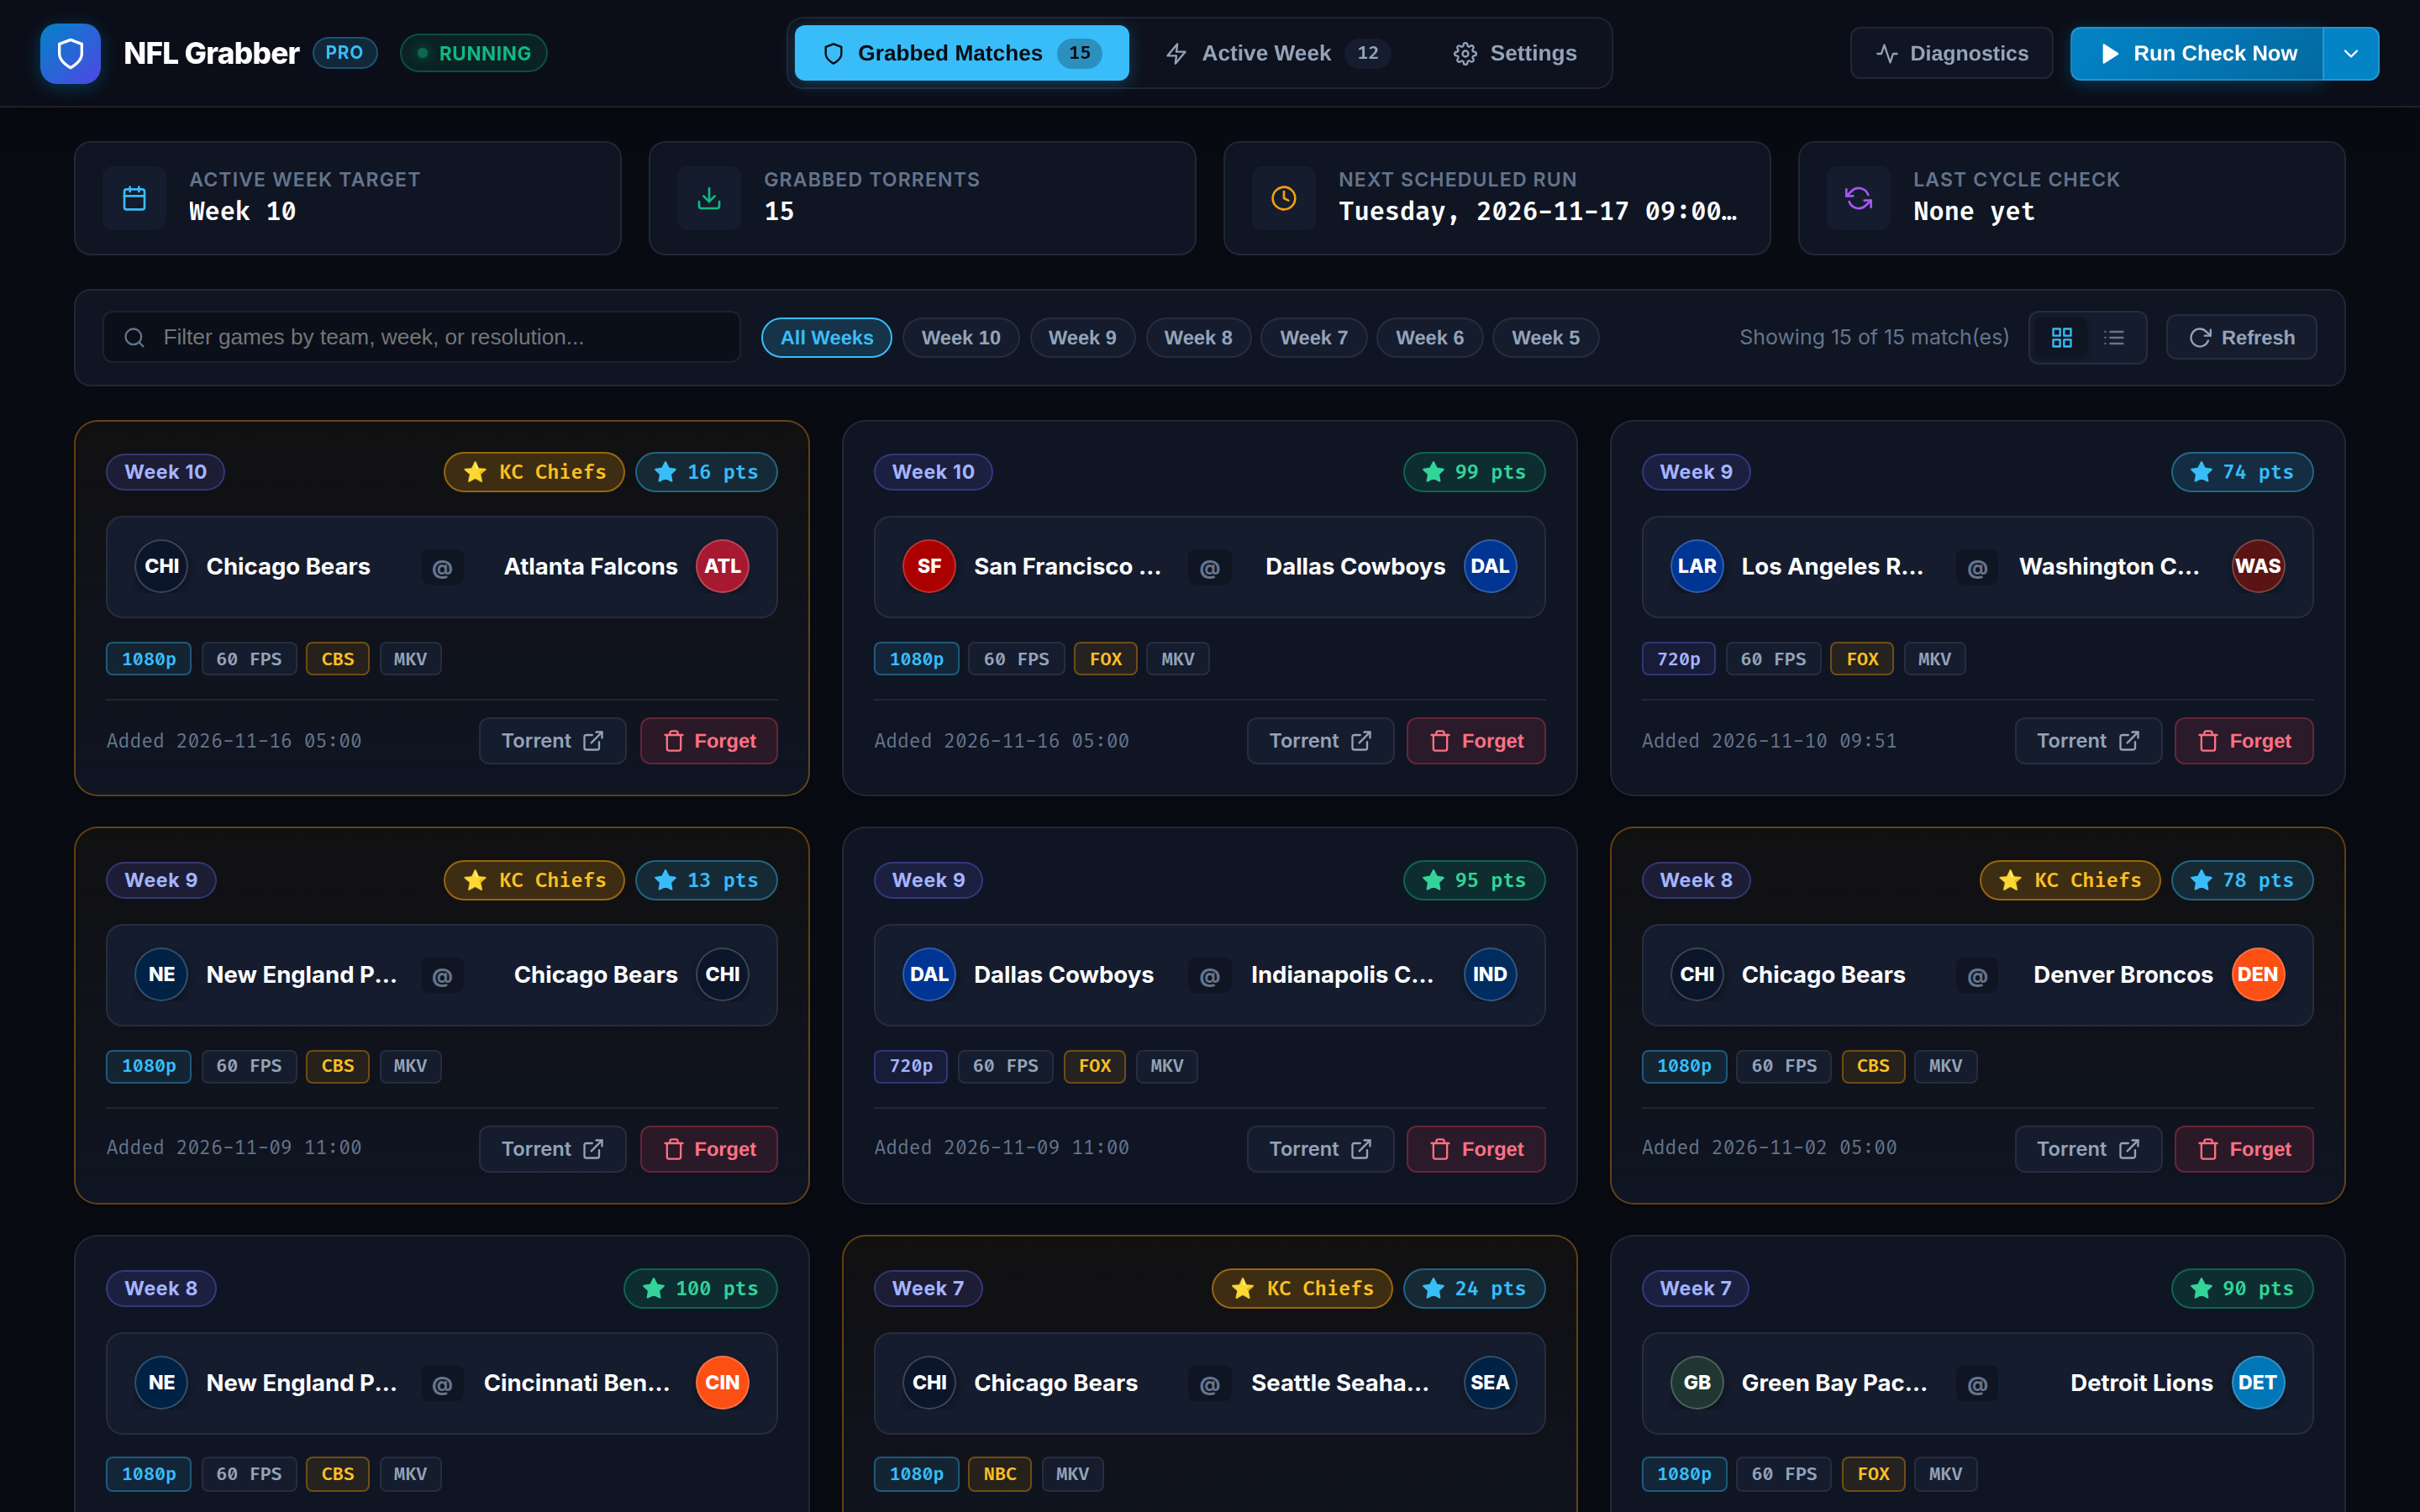 NFL Grabber PRO RUNNING Grabbed Matches 15 Active Week 12 Settings Diagnostics Run Check Now
ACTIVE WEEK TARGET
Week 10
GRABBED TORRENTS
15
NEXT SCHEDULED RUN
Tuesday, 2026-11-17 09:00…
LAST CYCLE CHECK
None yet
Filter games by team, week, or resolution... All Weeks Week 10 Week 9 Week 8 Week 7 Week 6 Week 5 Showing 15 of 15 match(es) Refresh
Week 10 KC Chiefs 16 pts
CHI Chicago Bears @ Atlanta Falcons ATL
1080p 60 FPS CBS MKV
Added 2026-11-16 05:00 Torrent Forget
Week 10 99 pts
SF San Francisco … @ Dallas Cowboys DAL
1080p 60 FPS FOX MKV
Added 2026-11-16 05:00 Torrent Forget
Week 9 74 pts
LAR Los Angeles R… @ Washington C… WAS
720p 60 FPS FOX MKV
Added 2026-11-10 09:51 Torrent Forget
Week 9 KC Chiefs 13 pts
NE New England P… @ Chicago Bears CHI
1080p 60 FPS CBS MKV
Added 2026-11-09 11:00 Torrent Forget
Week 9 95 pts
DAL Dallas Cowboys @ Indianapolis C… IND
720p 60 FPS FOX MKV
Added 2026-11-09 11:00 Torrent Forget
Week 8 KC Chiefs 78 pts
CHI Chicago Bears @ Denver Broncos DEN
1080p 60 FPS CBS MKV
Added 2026-11-02 05:00 Torrent Forget
Week 8 100 pts
NE New England P… @ Cincinnati Ben… CIN
1080p 60 FPS CBS MKV
Week 7 KC Chiefs 24 pts
CHI Chicago Bears @ Seattle Seaha… SEA
1080p NBC MKV
Week 7 90 pts
GB Green Bay Pac… @ Detroit Lions DET
1080p 60 FPS FOX MKV